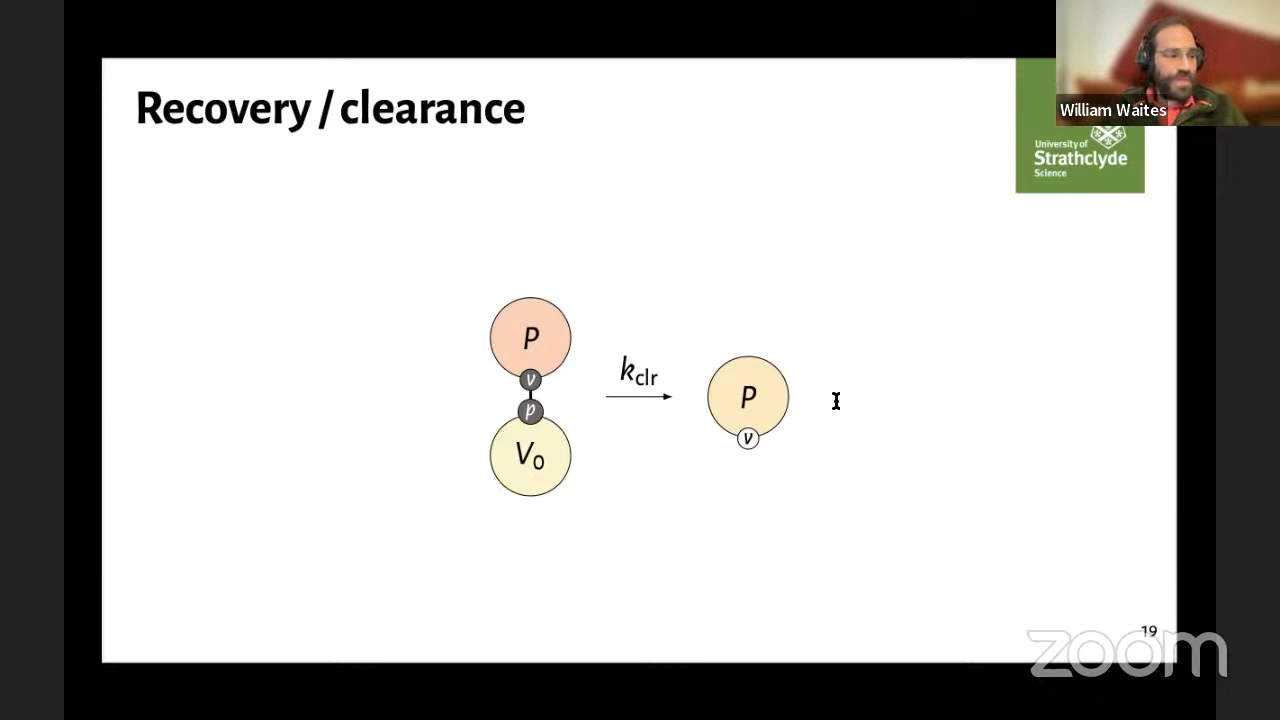 Recovery / clearance
William Waites
University of
Strathclyde
Science
P
v
p
V₀
k_clr
P
v
19
zoom